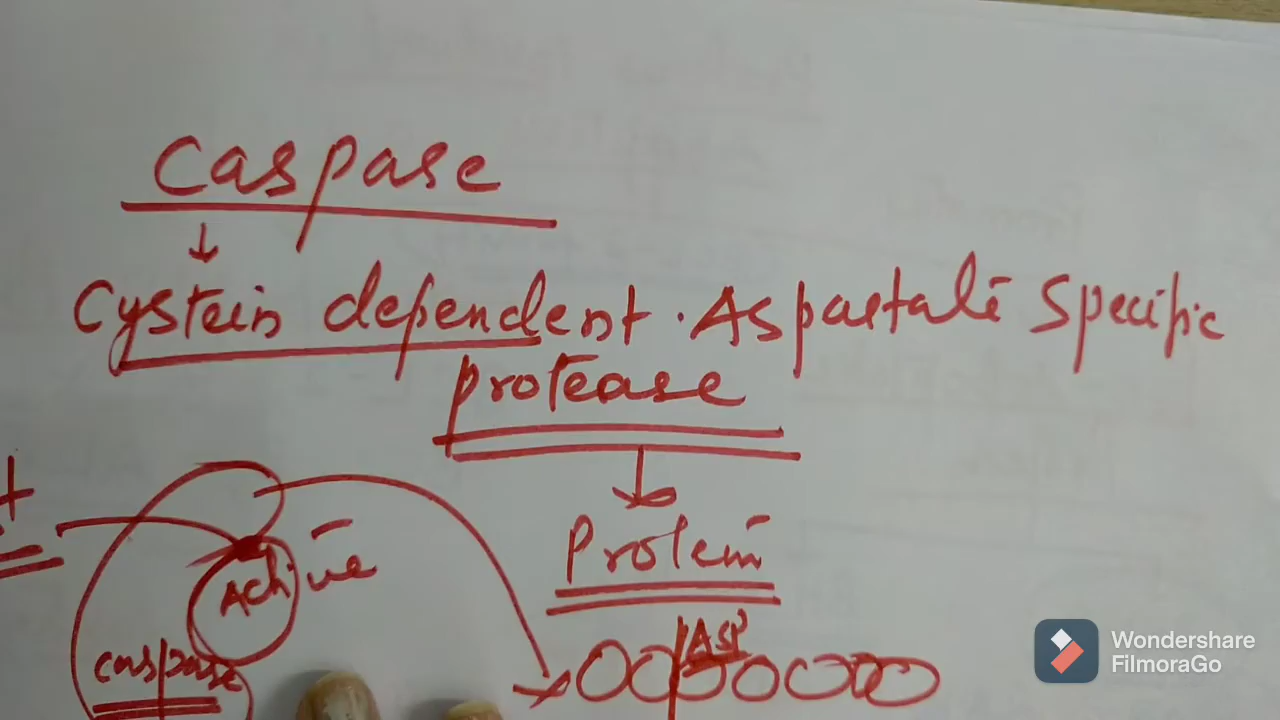 Caspase
Cystein dependent. Aspartate Specific
protease
Protein
+
Active
caspase
Asp
Wondershare
FilmoraGo